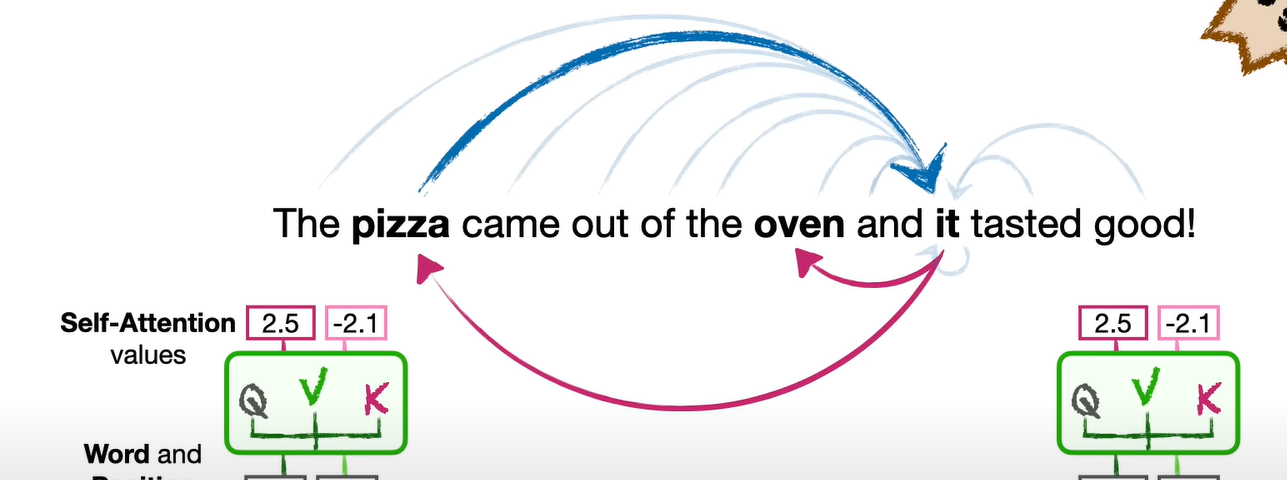 The pizza came out of the oven and it tasted good!
Self-Attention 2.5 -2.1 2.5 -2.1
values
Q V K Q V K
Word and